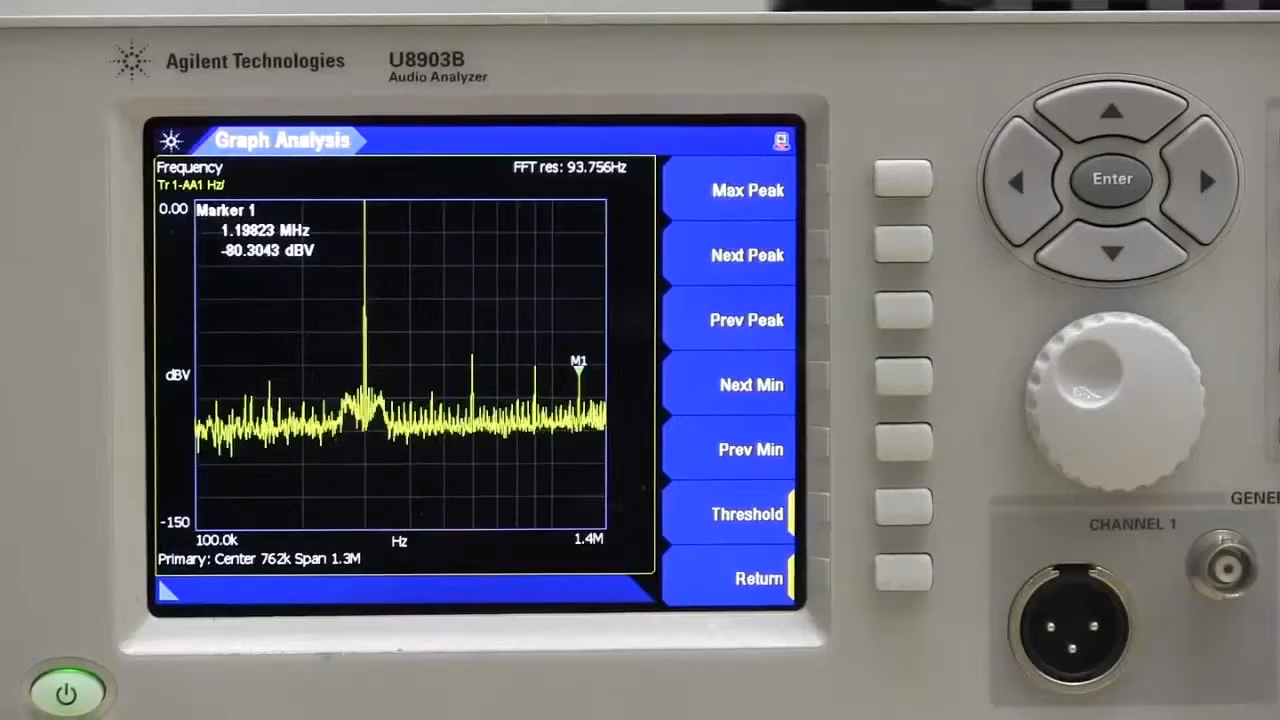 Agilent Technologies
U8903B
Audio Analyzer
Graph Analysis
Frequency
FFT res: 93.756Hz
Tr 1-AA1 Hz/
0.00
Marker 1
1.19823 MHz
-80.3043 dBV
M1
dBV
-150
100.0k
Hz
1.4M
Primary: Center 762k Span 1.3M
Max Peak
Next Peak
Prev Peak
Next Min
Prev Min
Threshold
Return
Enter
GENE
CHANNEL 1